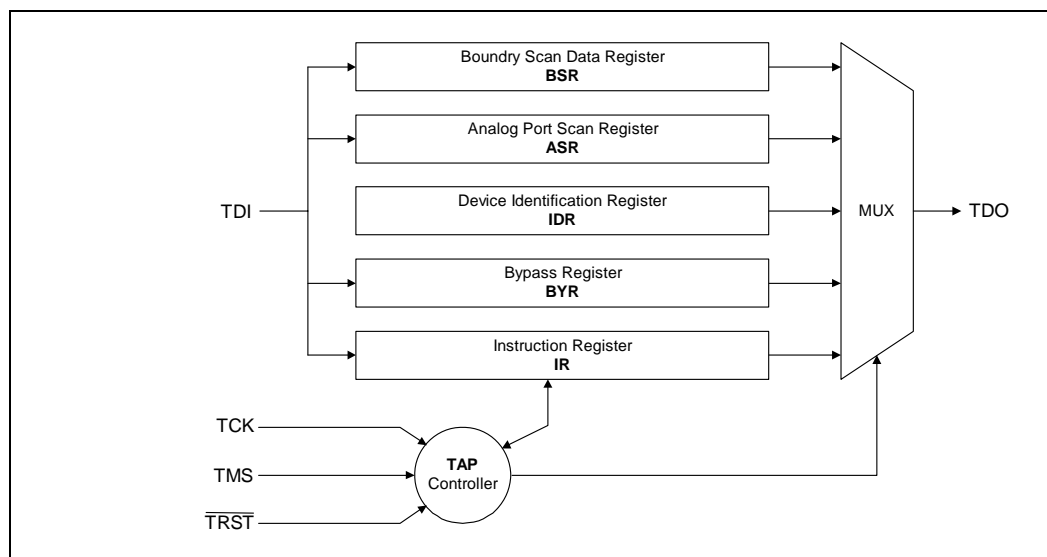 Boundry Scan Data Register
BSR
Analog Port Scan Register
ASR
Device Identification Register
IDR
TDI
MUX
TDO
Bypass Register
BYR
Instruction Register
IR
TCK
TMS
TAP
Controller
TRST